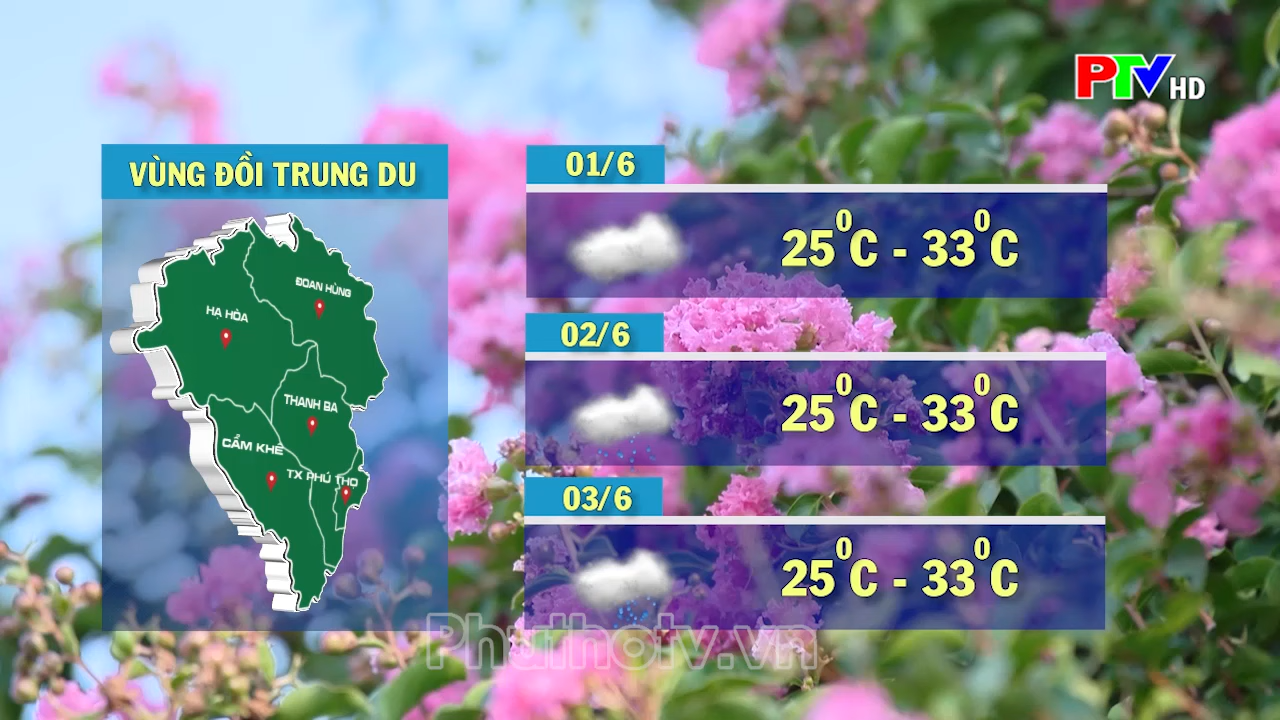 PTV HD
VÙNG ĐỒI TRUNG DU
ĐOAN HÙNG
HẠ HÒA
THANH BA
CẨM KHÊ
TX PHÚ THỌ
01/6
25⁰C - 33⁰C
02/6
25⁰C - 33⁰C
03/6
25⁰C - 33⁰C
Phuthotv.vn